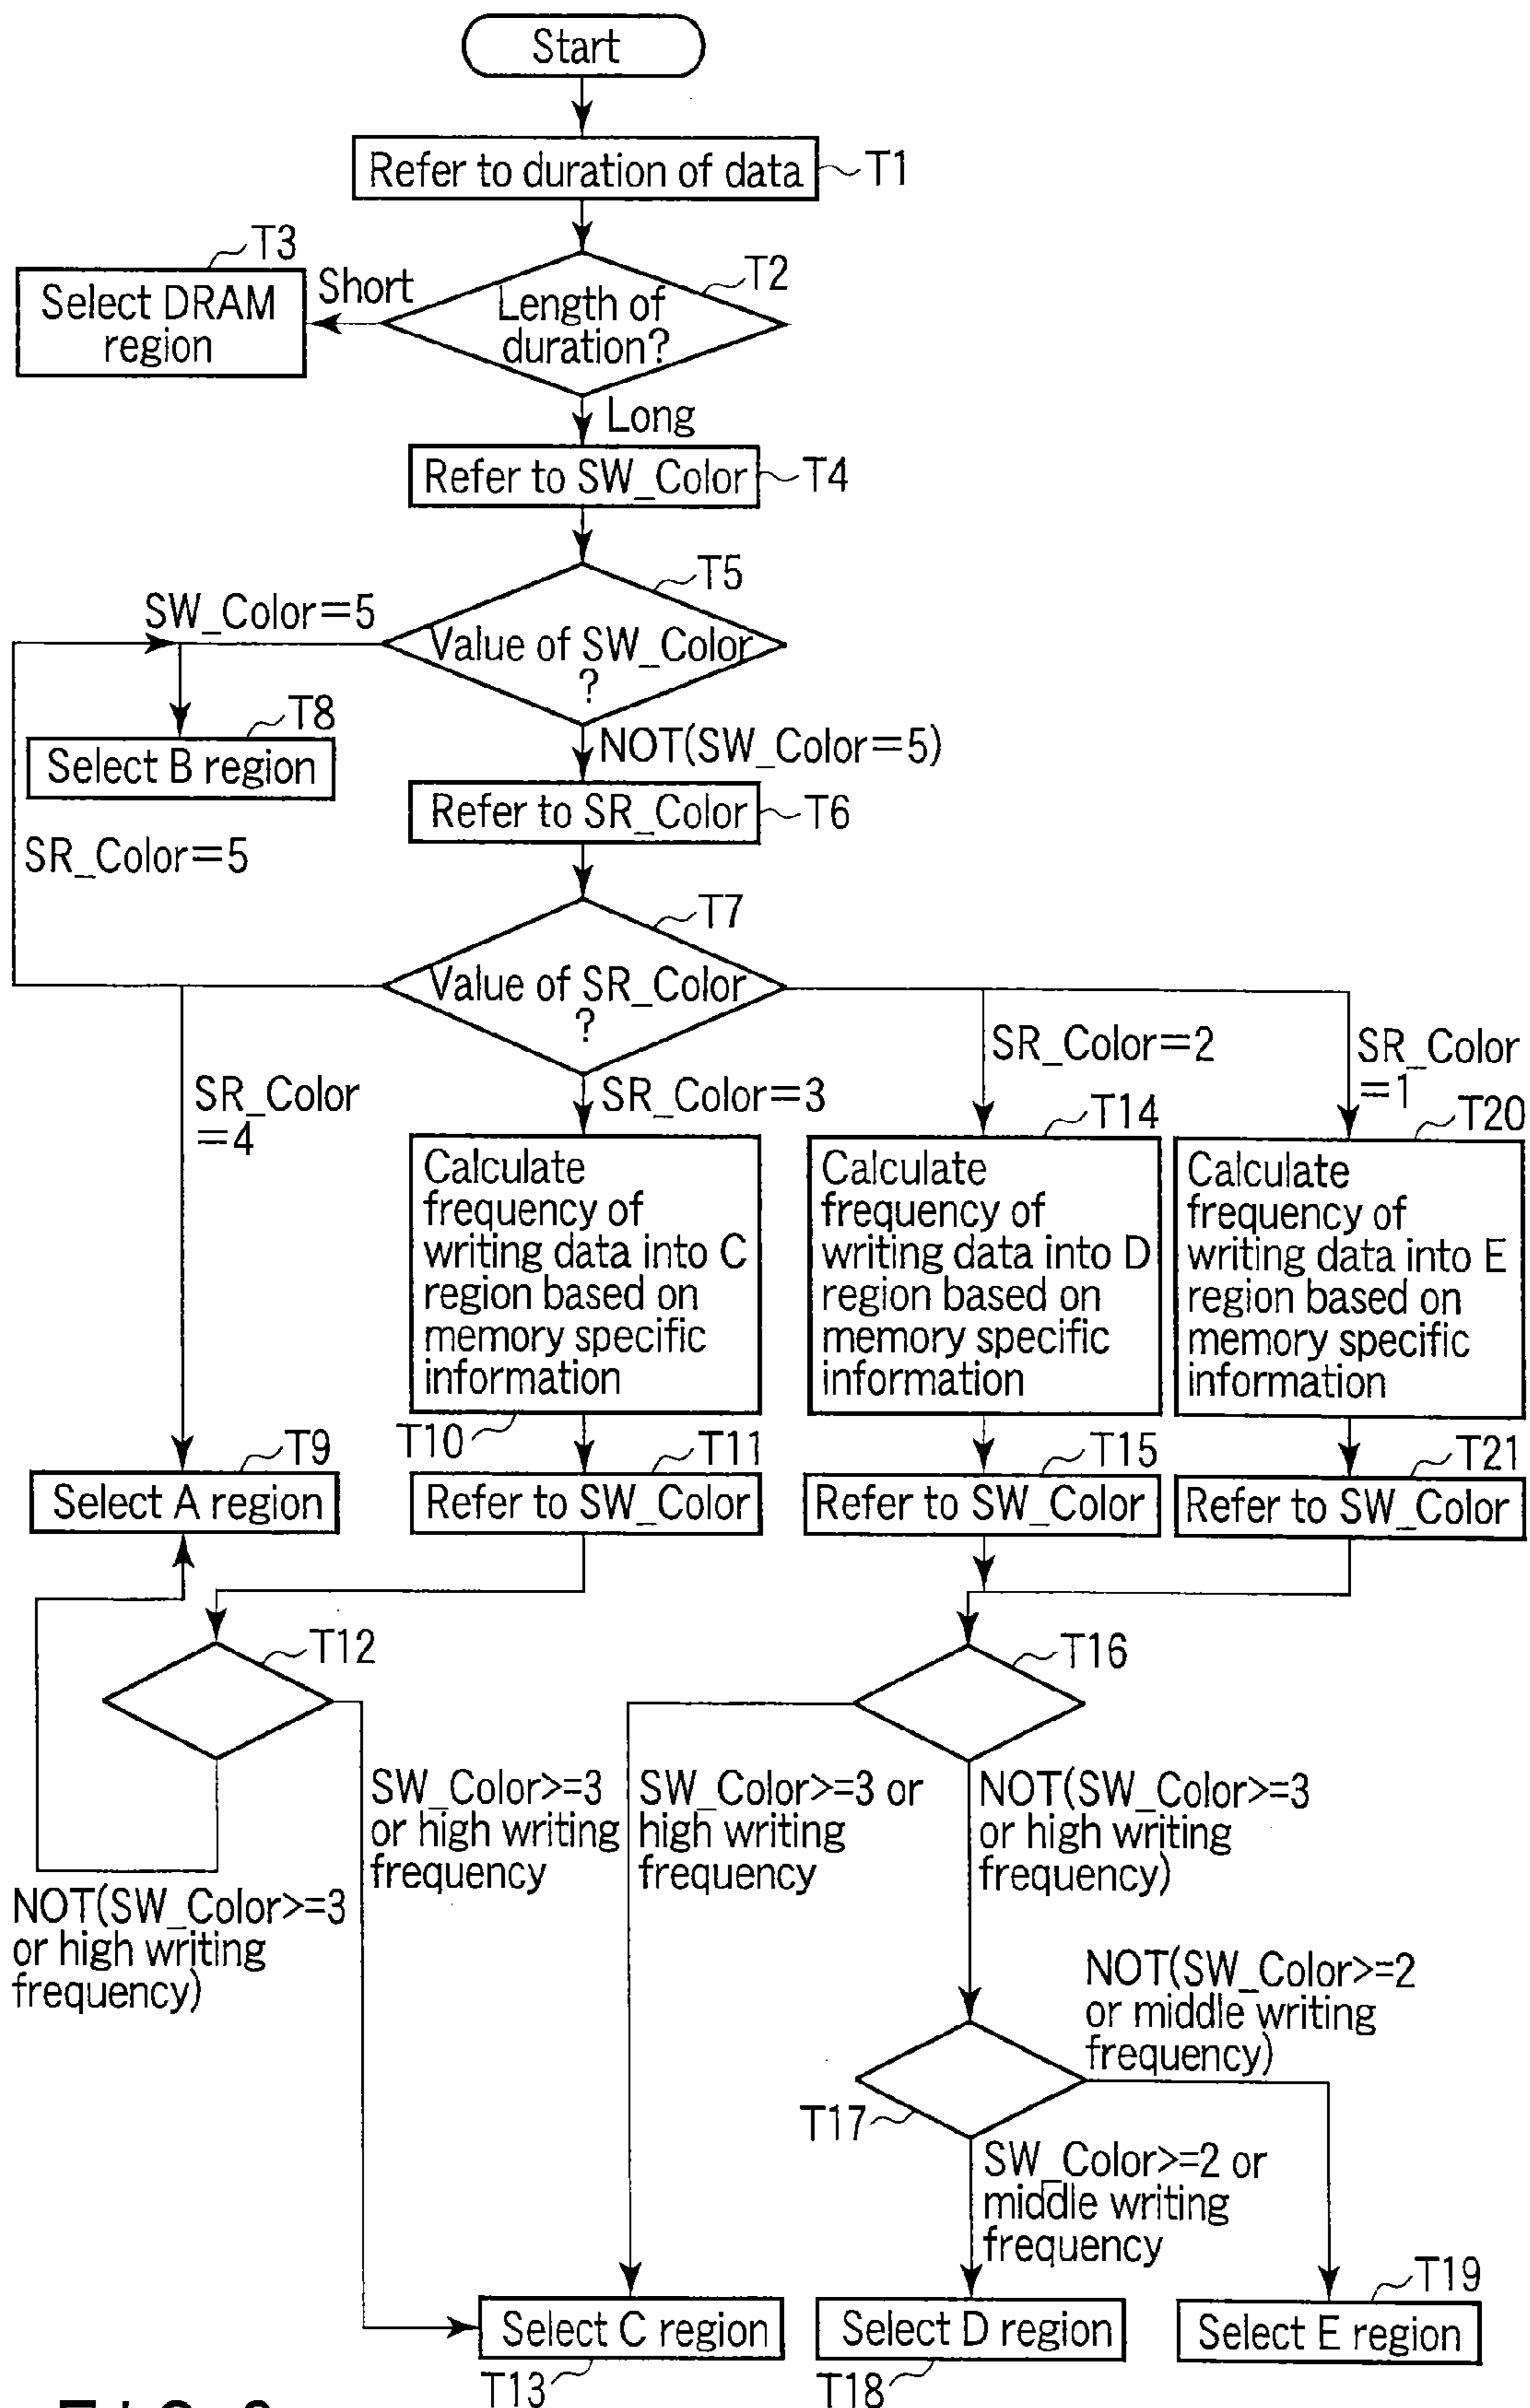 Start
Refer to duration of data
T1
T3
Select DRAM
region
Short
T2
Length of
duration?
Long
Refer to SW_Color
T4
T5
SW_Color=5
Value of SW_Color
?
T8
Select B region
NOT(SW_Color=5)
Refer to SR_Color
T6
SR_Color=5
T7
Value of SR_Color
?
SR_Color
=4
SR_Color=3
SR_Color=2
SR_Color
=1
T14
T20
Calculate
frequency of
writing data into C
region based on
memory specific
information
Calculate
frequency of
writing data into D
region based on
memory specific
information
Calculate
frequency of
writing data into E
region based on
memory specific
information
T9
T10
T11
T15
T21
Select A region
Refer to SW_Color
Refer to SW_Color
Refer to SW_Color
T12
T16
SW_Color>=3
or high writing
frequency
SW_Color>=3 or
high writing
frequency
NOT(SW_Color>=3
or high writing
frequency)
NOT(SW_Color>=3
or high writing
frequency)
NOT(SW_Color>=2
or middle writing
frequency)
T17
SW_Color>=2 or
middle writing
frequency
T19
Select C region
Select D region
Select E region
T13
T18